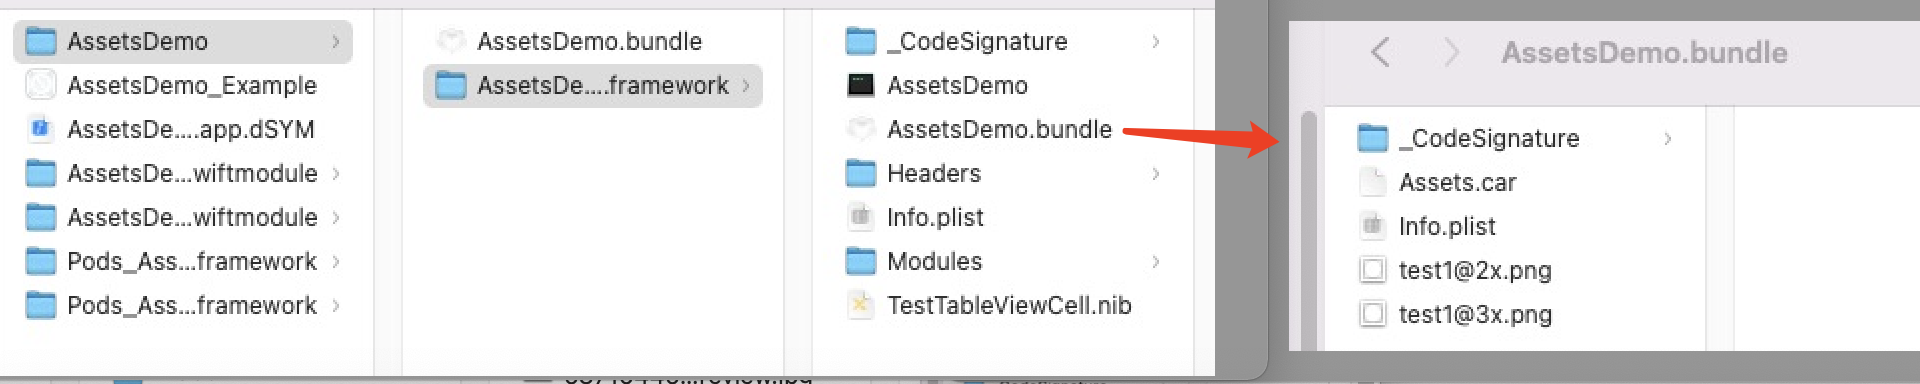 AssetsDemo
AssetsDemo_Example
AssetsDe....app.dSYM
AssetsDe...wiftmodule
AssetsDe...wiftmodule
Pods_Ass...framework
Pods_Ass...framework
AssetsDemo.bundle
AssetsDe....framework
_CodeSignature
AssetsDemo
AssetsDemo.bundle
Headers
Info.plist
Modules
TestTableViewCell.nib
AssetsDemo.bundle
_CodeSignature
Assets.car
Info.plist
test1@2x.png
test1@3x.png